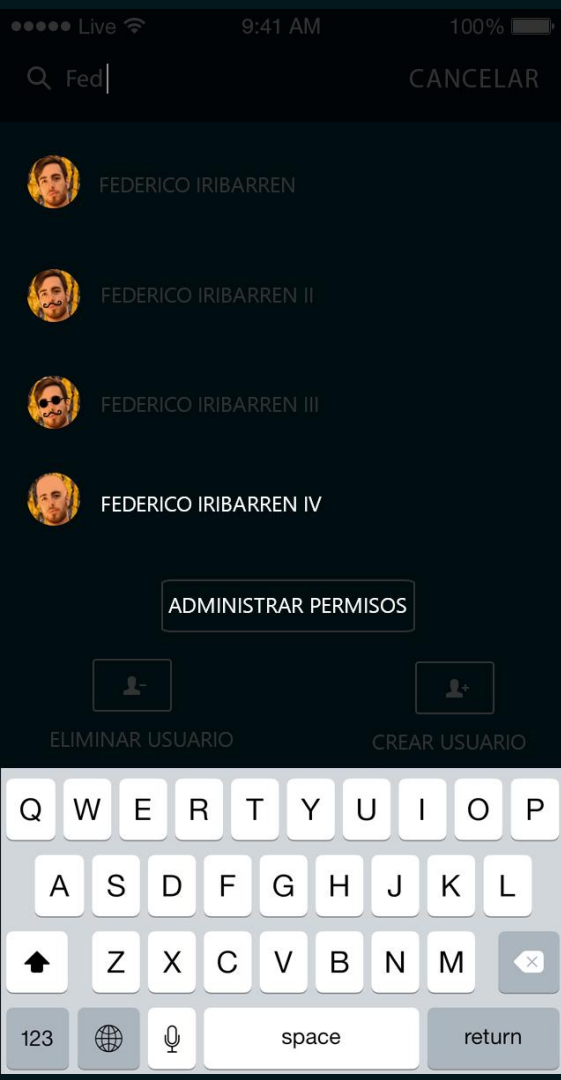 Live 9:41 AM 100%
Fed CANCELAR
FEDERICO IRIBARREN
FEDERICO IRIBARREN II
FEDERICO IRIBARREN III
FEDERICO IRIBARREN IV
ADMINISTRAR PERMISOS
ELIMINAR USUARIO CREAR USUARIO
Q W E R T Y U I O P
A S D F G H J K L
Z X C V B N M
123 space return